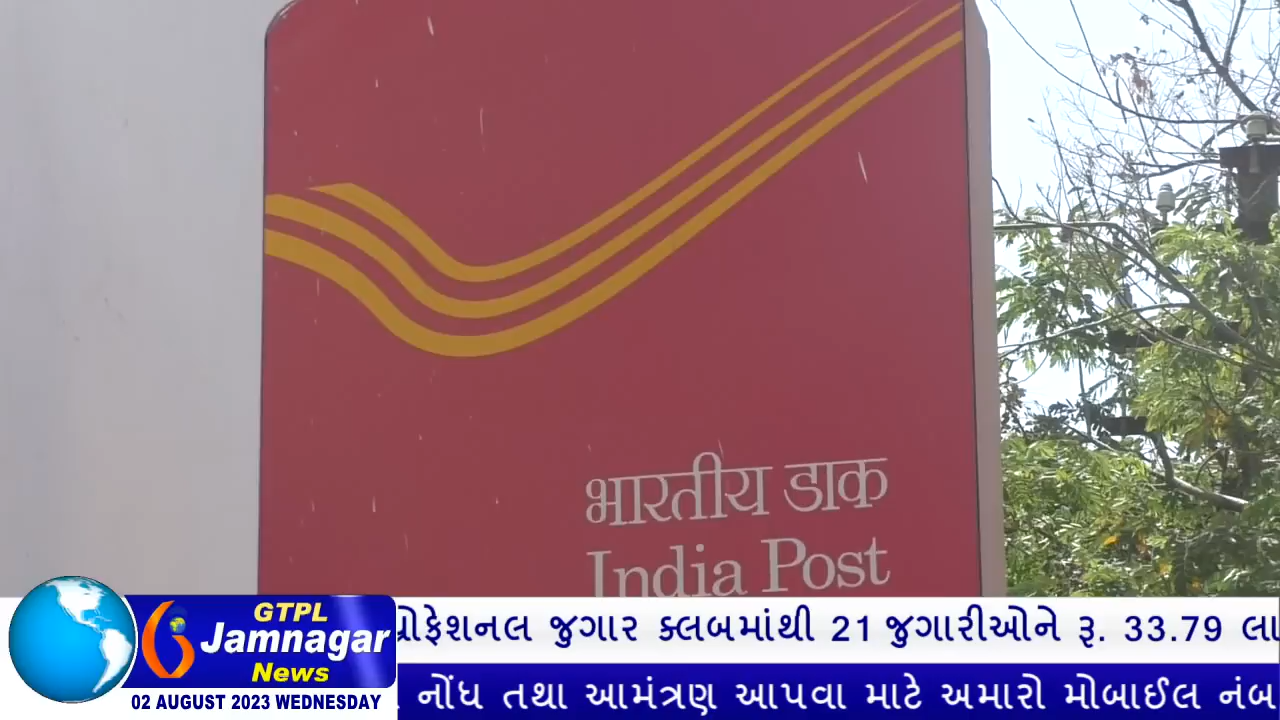 भारतीय डाक
India Post
GTPL
Jamnagar
News
02 AUGUST 2023 WEDNESDAY
પ્રોફેશનલ જુગાર ક્લબમાંથી 21 જુગારીઓને રૂ. 33.79 લા
નોંધ તથા આમંત્રણ આપવા માટે અમારો મોબાઈલ નંબ